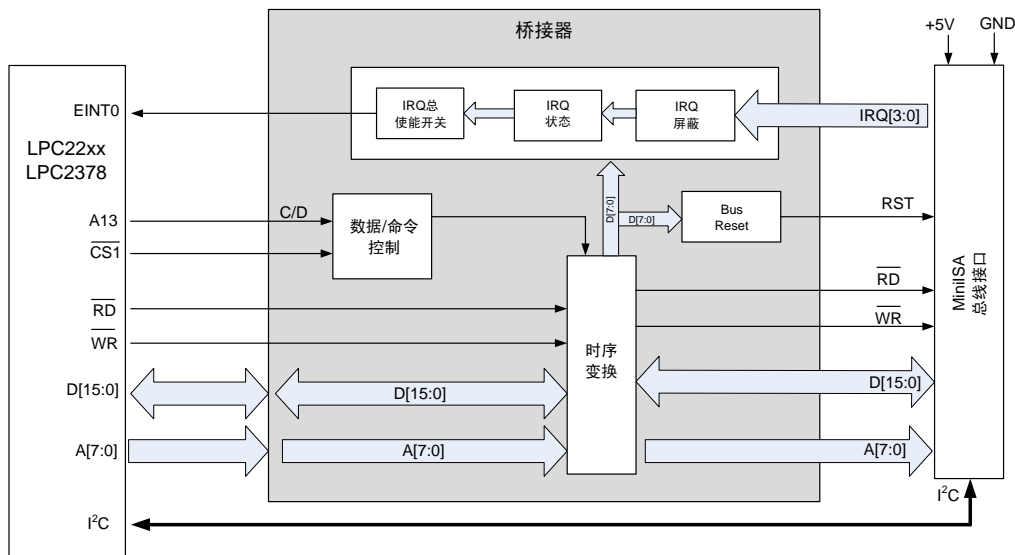 桥接器
+5V
GND
EINT0
IRQ总
使能开关
IRQ
状态
IRQ
屏蔽
IRQ[3:0]
LPC22xx
LPC2378
A13
C/D
数据/命令
控制
D[7:0]
D[7:0]
Bus
Reset
RST
CS1
RD
RD
WR
WR
MiniISA
总线接口
时序
变换
D[15:0]
D[15:0]
D[15:0]
A[7:0]
A[7:0]
A[7:0]
I²C
I²C